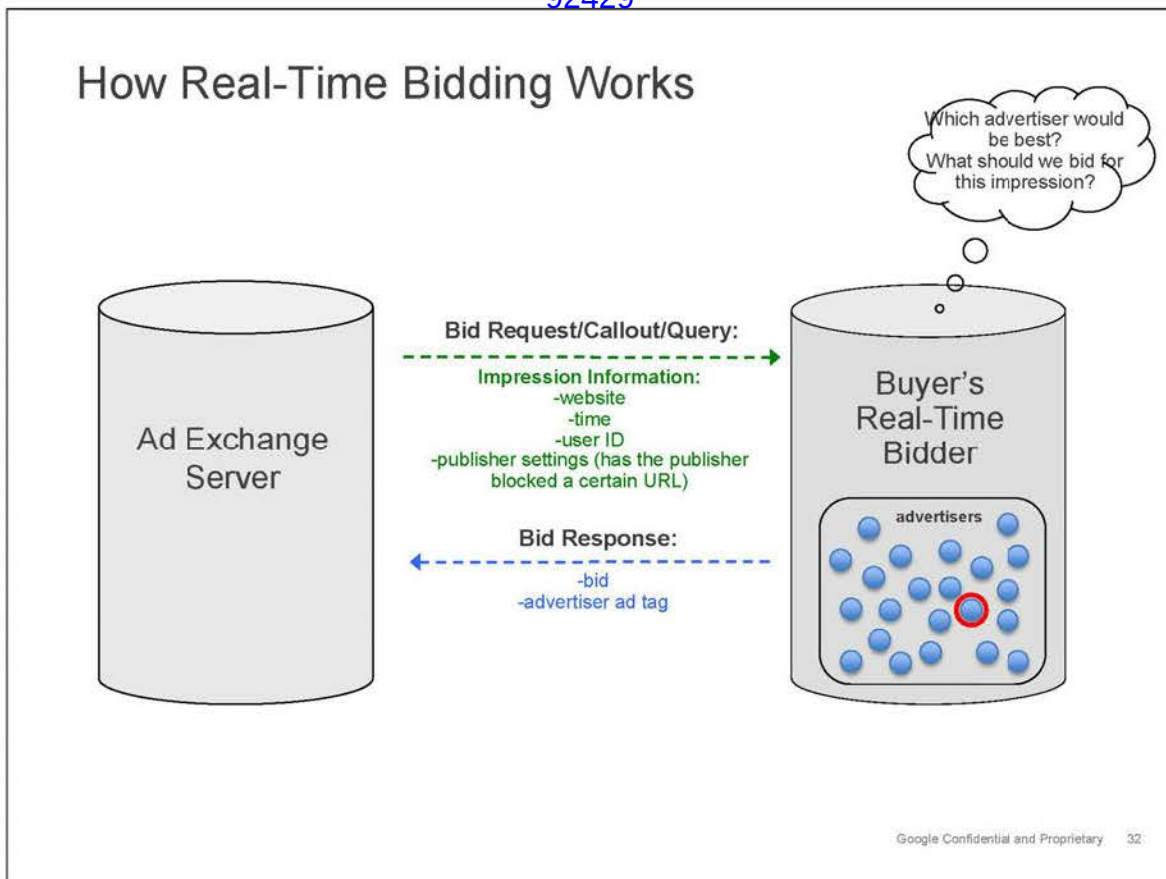 92429
How Real-Time Bidding Works
Which advertiser would
be best?
What should we bid for
this impression?
Ad Exchange
Server
Bid Request/Callout/Query:
Impression Information:
-website
-time
-user ID
-publisher settings (has the publisher
blocked a certain URL)
Bid Response:
-bid
-advertiser ad tag
Buyer's
Real-Time
Bidder
advertisers
Google Confidential and Proprietary 32